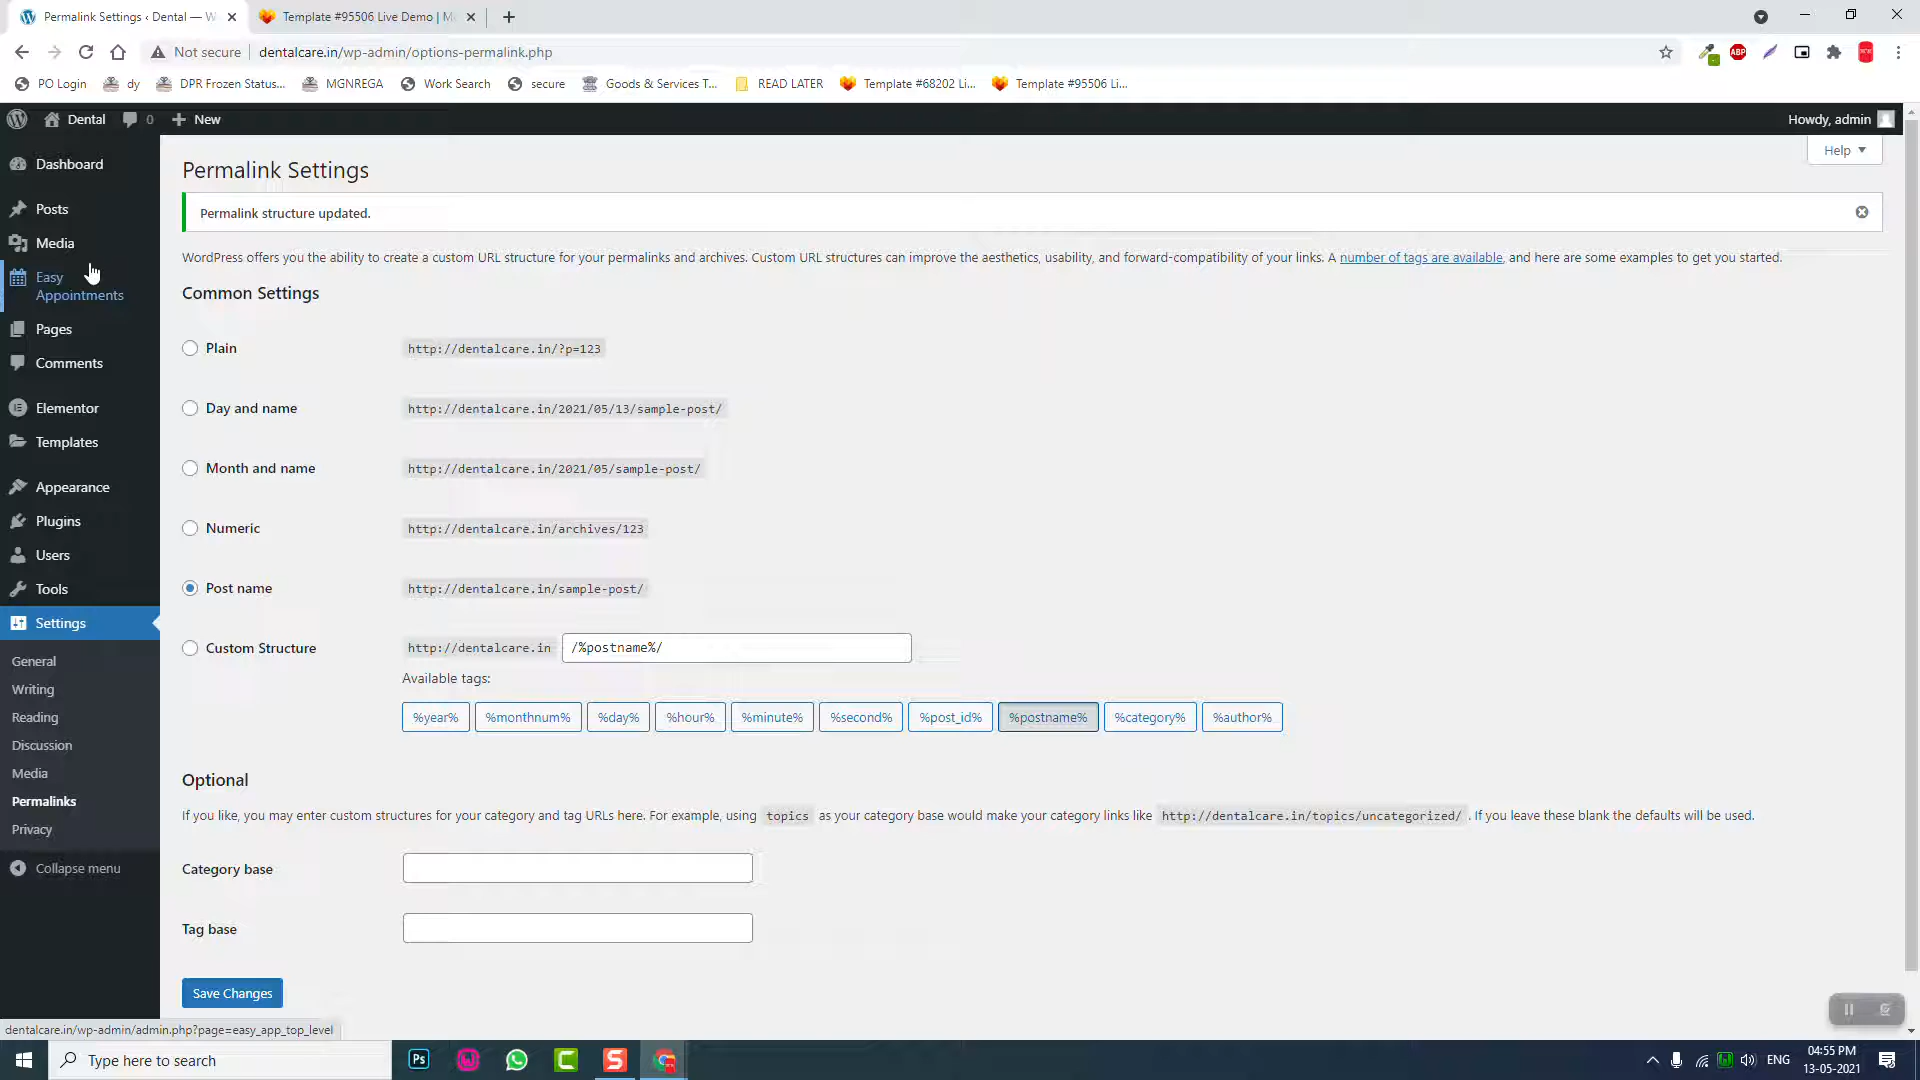 Permalink Settings ‹ Dental — W
Template #95506 Live Demo | M
Not secure
dentalcare.in/wp-admin/options-permalink.php
ABP
PO Login
dy
DPR Frozen Status...
MGNREGA
Work Search
secure
Goods & Services T...
READ LATER
Template #68202 Li...
Template #95506 Li...
Dental
0
New
Howdy, admin
Help
Dashboard
Posts
Media
Easy
Appointments
Pages
Comments
Elementor
Templates
Appearance
Plugins
Users
Tools
Settings
General
Writing
Reading
Discussion
Media
Permalinks
Privacy
Collapse menu
Permalink Settings
Permalink structure updated.
WordPress offers you the ability to create a custom URL structure for your permalinks and archives. Custom URL structures can improve the aesthetics, usability, and forward-compatibility of your links. A number of tags are available, and here are some examples to get you started.
Common Settings
Plain
http://dentalcare.in/?p=123
Day and name
http://dentalcare.in/2021/05/13/sample-post/
Month and name
http://dentalcare.in/2021/05/sample-post/
Numeric
http://dentalcare.in/archives/123
Post name
http://dentalcare.in/sample-post/
Custom Structure
http://dentalcare.in
/%postname%/
Available tags:
%year%
%monthnum%
%day%
%hour%
%minute%
%second%
%post_id%
%postname%
%category%
%author%
Optional
If you like, you may enter custom structures for your category and tag URLs here. For example, using topics as your category base would make your category links like http://dentalcare.in/topics/uncategorized/ . If you leave these blank the defaults will be used.
Category base
Tag base
Save Changes
dentalcare.in/wp-admin/admin.php?page=easy_app_top_level
Type here to search
Ps
ENG
04:55 PM
13-05-2021